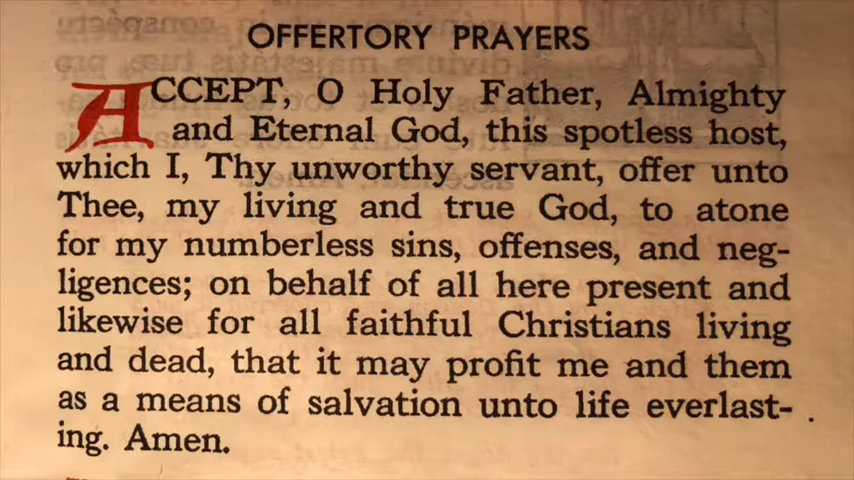 OFFERTORY PRAYERS
ACCEPT, O Holy Father, Almighty
and Eternal God, this spotless host,
which I, Thy unworthy servant, offer unto
Thee, my living and true God, to atone
for my numberless sins, offenses, and neg-
ligences; on behalf of all here present and
likewise for all faithful Christians living
and dead, that it may profit me and them
as a means of salvation unto life everlast-
ing. Amen.